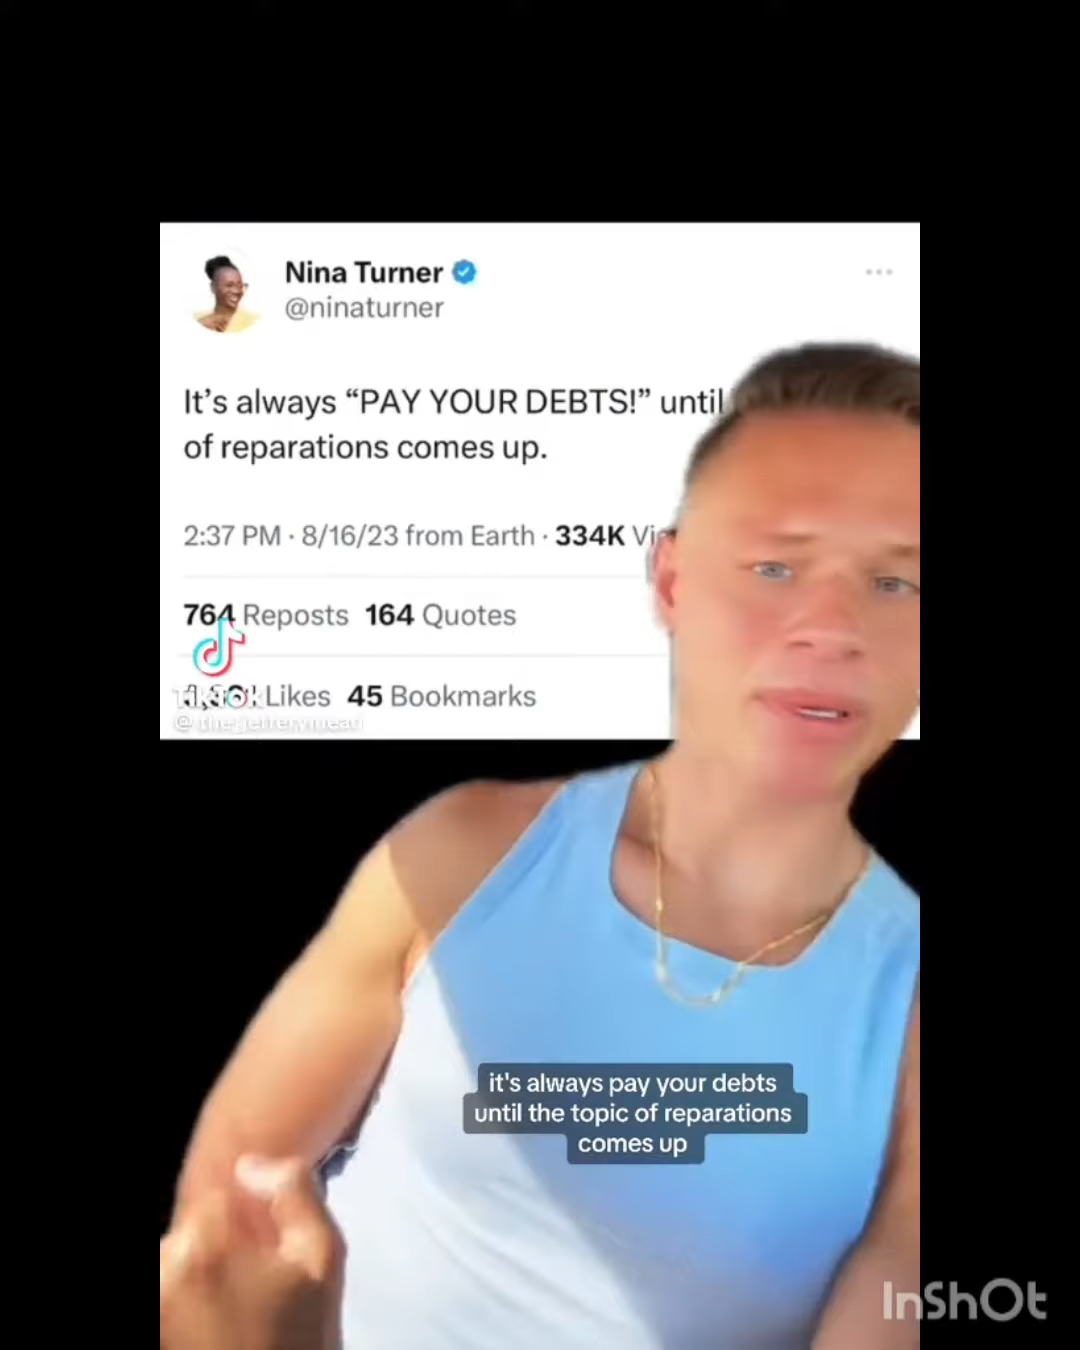 Nina Turner
@ninaturner
It's always “PAY YOUR DEBTS!” until
of reparations comes up.
2:37 PM · 8/16/23 from Earth · 334K
764 Reposts 164 Quotes
Likes 45 Bookmarks
TikTok
it's always pay your debts
until the topic of reparations
comes up
InShOt